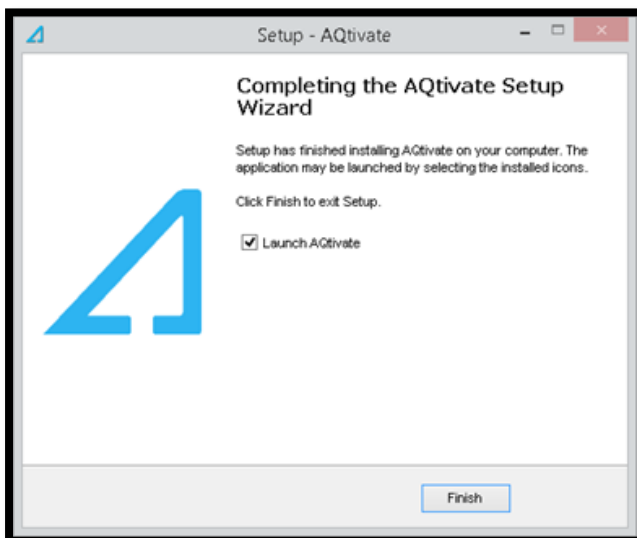 Setup - AQtivate
Completing the AQtivate Setup
Wizard
Setup has finished installing AQtivate on your computer. The
application may be launched by selecting the installed icons.
Click Finish to exit Setup.
Launch AQtivate
Finish